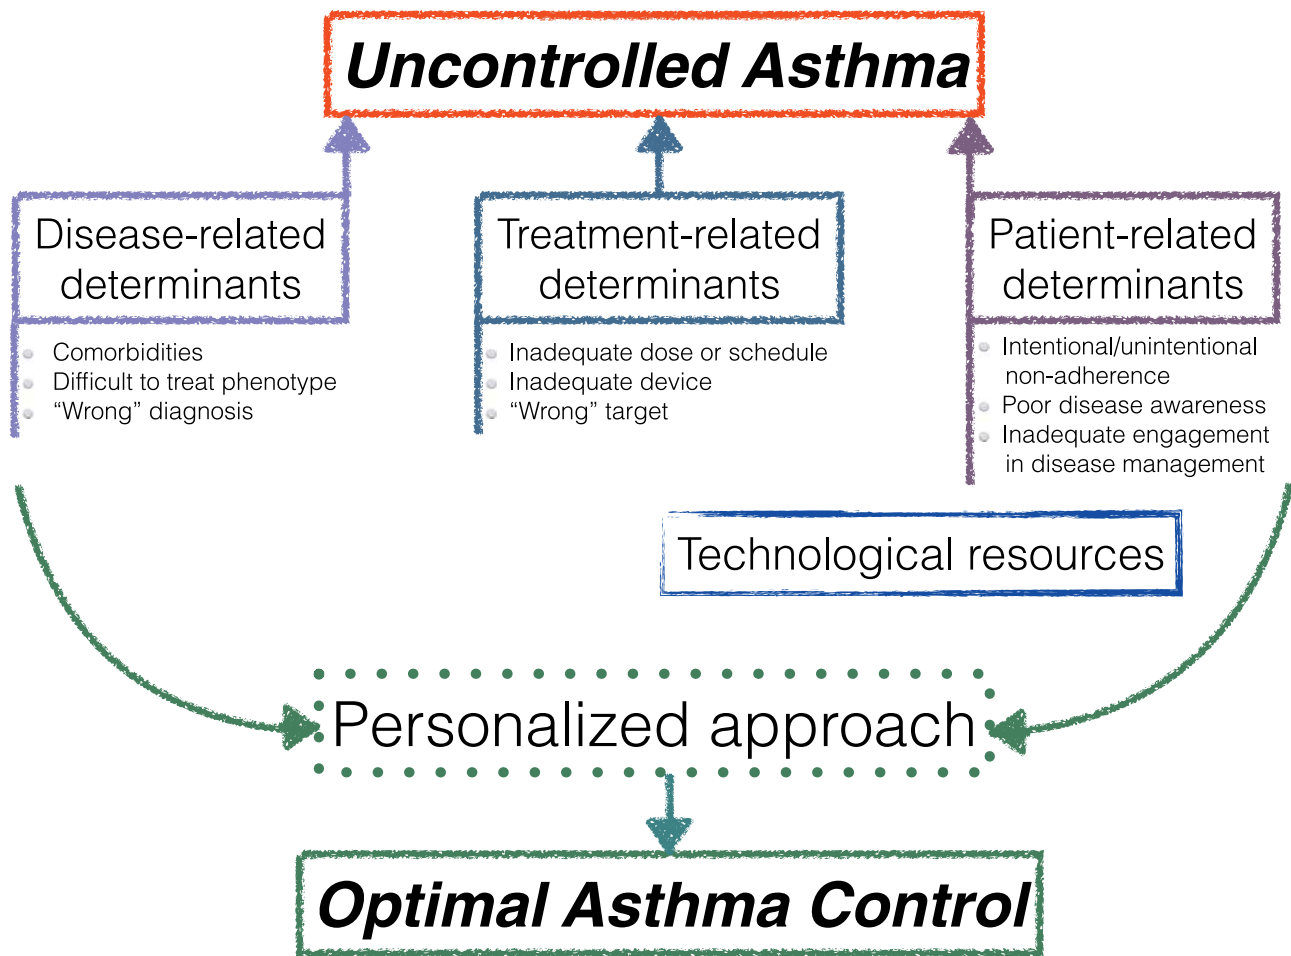 Uncontrolled Asthma
Disease-related
determinants
Comorbidities
Difficult to treat phenotype
“Wrong” diagnosis
Treatment-related
determinants
Inadequate dose or schedule
Inadequate device
“Wrong” target
Patient-related
determinants
Intentional/unintentional
non-adherence
Poor disease awareness
Inadequate engagement
in disease management
Technological resources
Personalized approach
Optimal Asthma Control